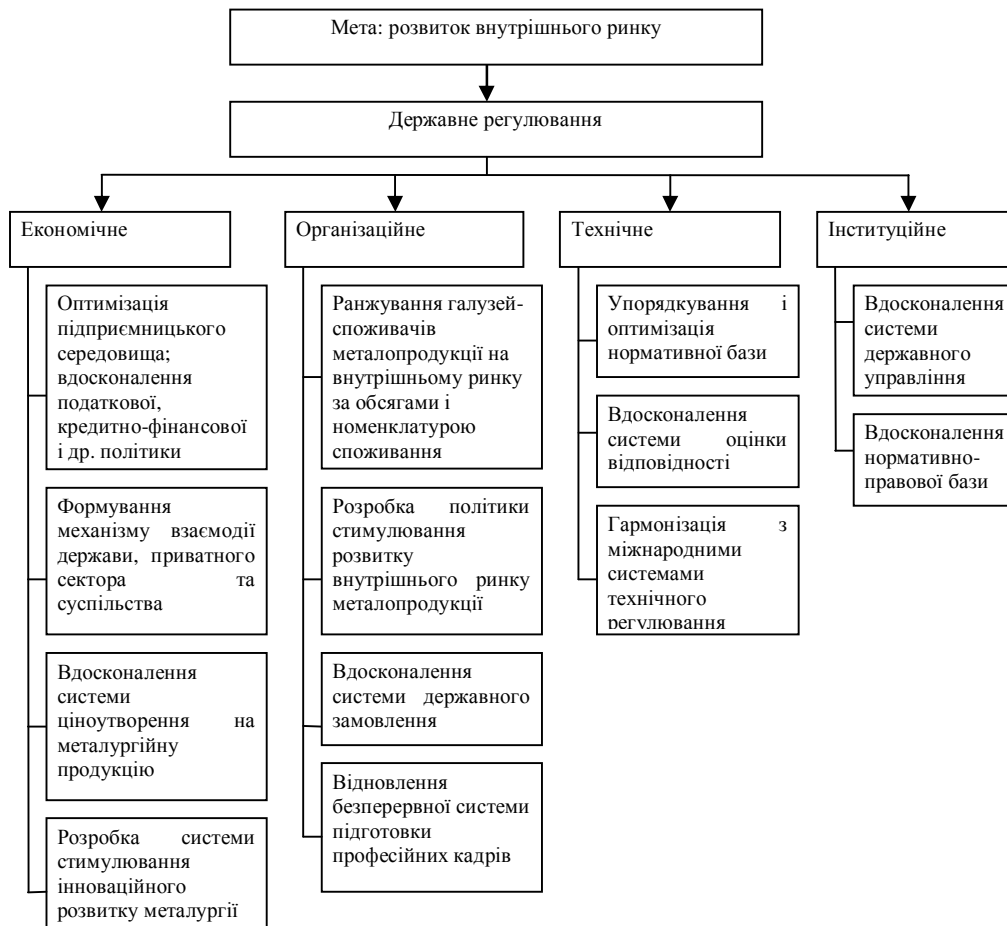 Мета: розвиток внутрішнього ринку
Державне регулювання
Економічне
Оптимізація
підприємницького
середовища;
вдосконалення
податкової,
кредитно-фінансової
і др. політики
Формування
механізму взаємодії
держави, приватного
сектора та
суспільства
Вдосконалення
системи
ціноутворення на
металургійну
продукцію
Розробка системи
стимулювання
інноваційного
розвитку металургії
Організаційне
Ранжування галузей-
споживачів
металопродукції на
внутрішньому ринку
за обсягами і
номенклатурою
споживання
Розробка політики
стимулювання
розвитку
внутрішнього ринку
металопродукції
Вдосконалення
системи державного
замовлення
Відновлення
безперервної системи
підготовки
професійних кадрів
Технічне
Упорядкування і
оптимізація
нормативної бази
Вдосконалення
системи оцінки
відповідності
Гармонізація з
міжнародними
системами
технічного
регулювання
Інституційне
Вдосконалення
системи
державного
управління
Вдосконалення
нормативно-
правової бази